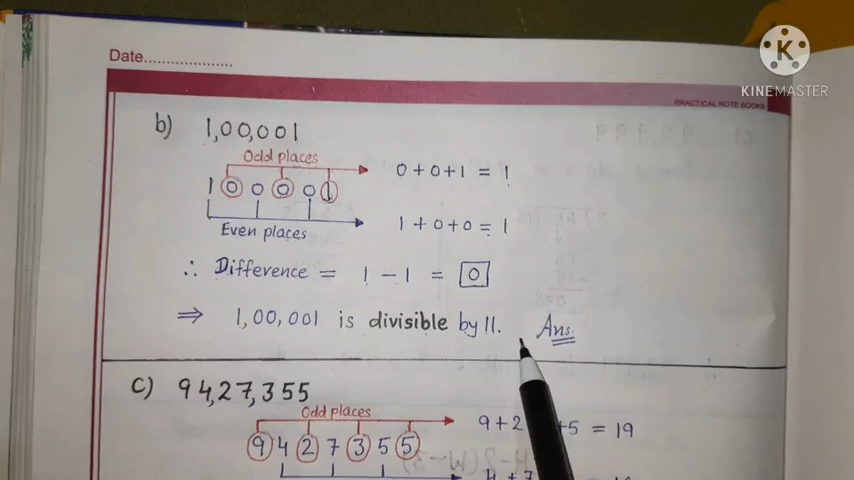 Date....................
K
KINEMASTER
PRACTICAL NOTE BOOKS
b) 1,00,001
Odd places
1 0 0 0 0 1
0 + 0 + 1 = 1
Even places
1 + 0 + 0 = 1
∴ Difference = 1 - 1 = 0
⇒ 1,00,001 is divisible by 11. Ans.
c) 94,27,355
Odd places
9 4 2 7 3 5 5
9 + 2 +5 = 19